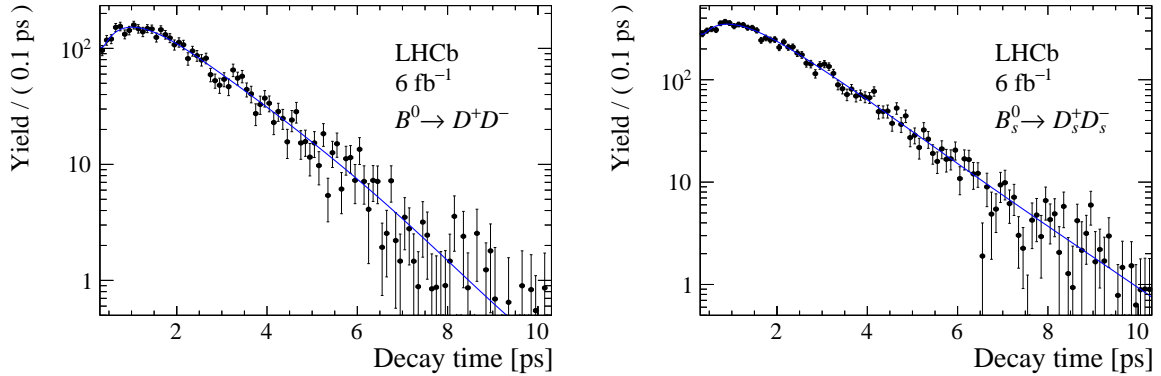 Yield / ( 0.1 ps )
10²
10
1
LHCb
6 fb⁻¹
B⁰→ D⁺D⁻
2 4 6 8 10
Decay time [ps]
Yield / ( 0.1 ps )
10²
10
1
LHCb
6 fb⁻¹
B⁰ₛ→ D⁺ₛD⁻ₛ
2 4 6 8 10
Decay time [ps]